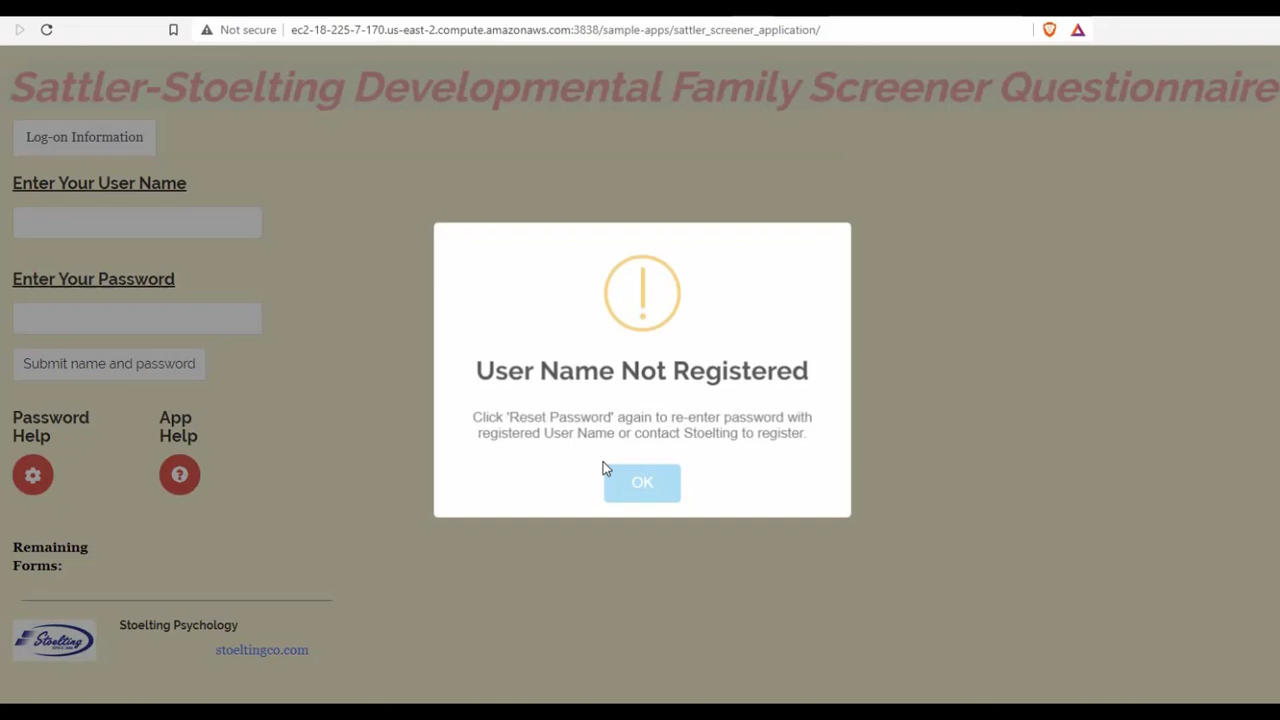 Not secure
ec2-18-225-7-170.us-east-2.compute.amazonaws.com:3838/sample-apps/sattler_screener_application/
Sattler-Stoelting Developmental Family Screener Questionnaire
Log-on Information
Enter Your User Name
Enter Your Password
Submit name and password
Password
Help
App
Help
Remaining
Forms:
Stoelting
Stoelting Psychology
stoeltingco.com
User Name Not Registered
Click 'Reset Password' again to re-enter password with
registered User Name or contact Stoelting to register.
OK